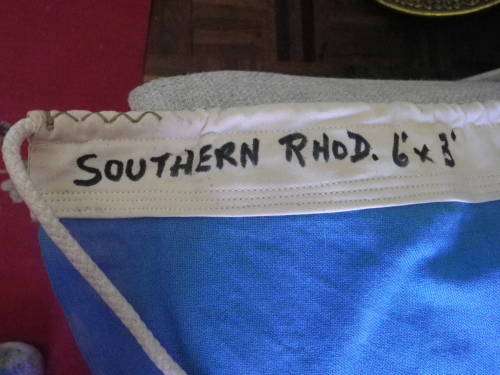 SOUTHERN RHOD. 6' x 3'